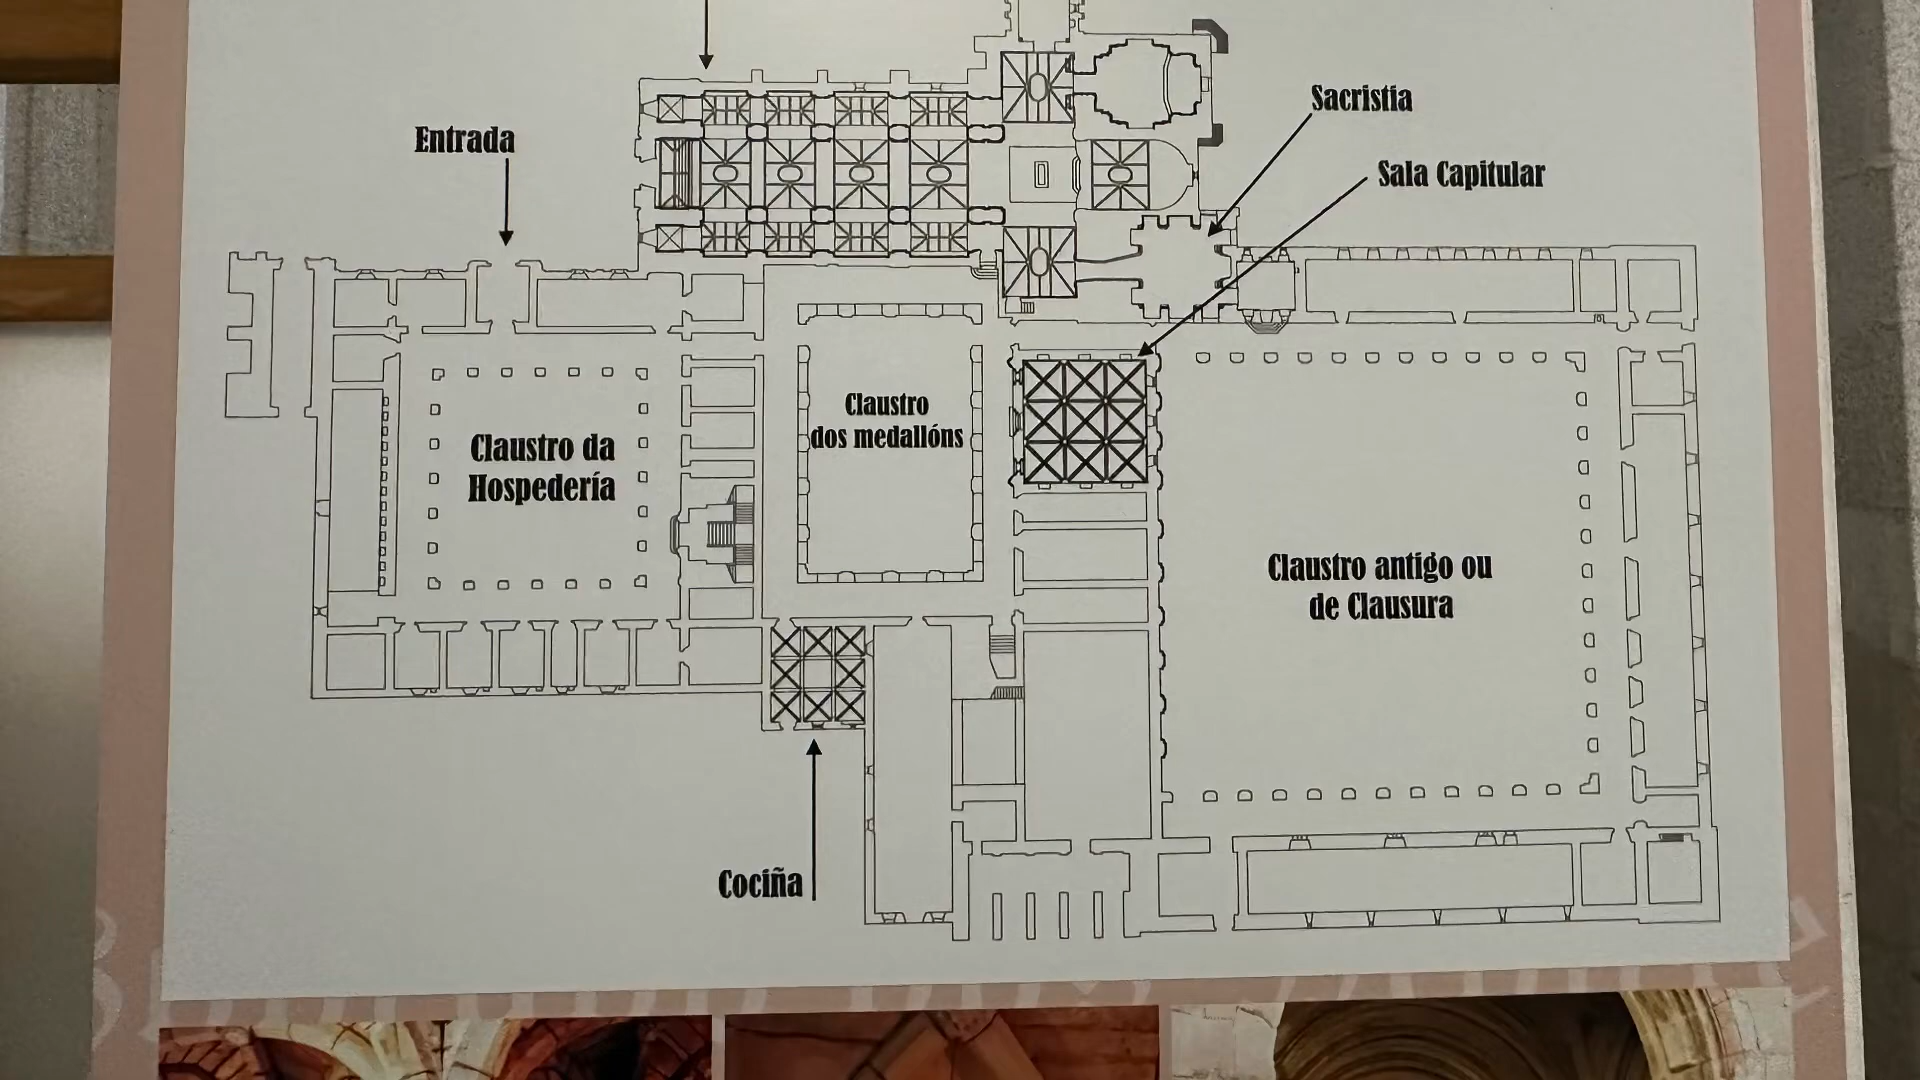 Entrada
Sacristía
Sala Capitular
Claustro
dos medallóns
Claustro da
Hospedería
Claustro antigo ou
de Clausura
Cociña